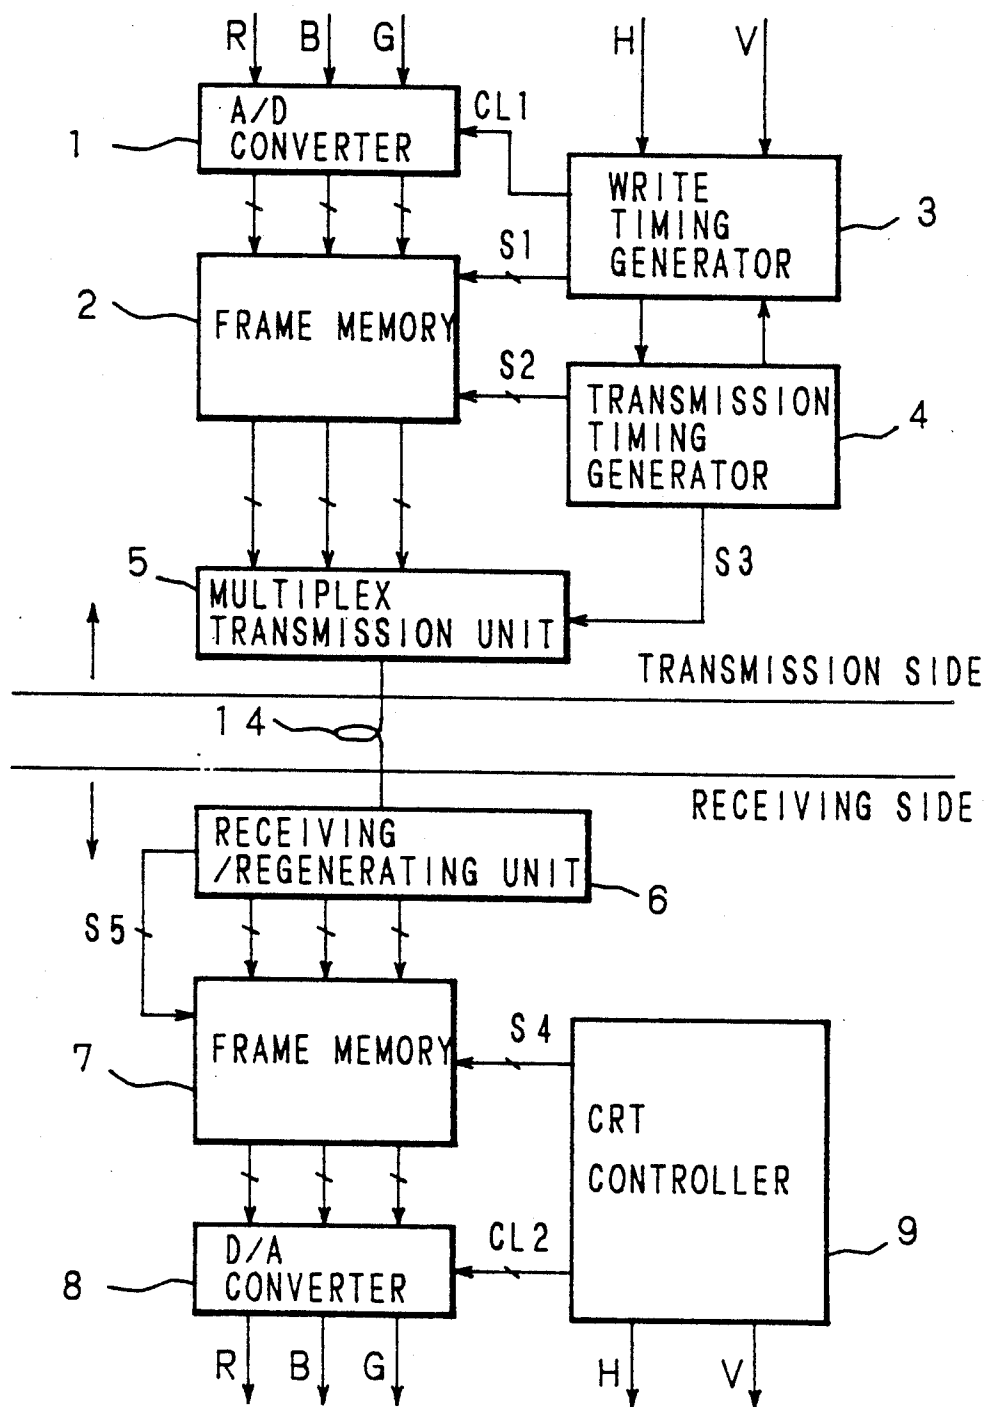 R B G H V
A/D
CONVERTER
1
CL1
WRITE
TIMING
GENERATOR
3
S1
2
FRAME MEMORY
S2
TRANSMISSION
TIMING
GENERATOR
4
S3
5
MULTIPLEX
TRANSMISSION UNIT
TRANSMISSION SIDE
14
RECEIVING SIDE
RECEIVING
/REGENERATING UNIT
6
S5
7
FRAME MEMORY
S4
CRT
CONTROLLER
9
CL2
D/A
CONVERTER
8
R B G H V